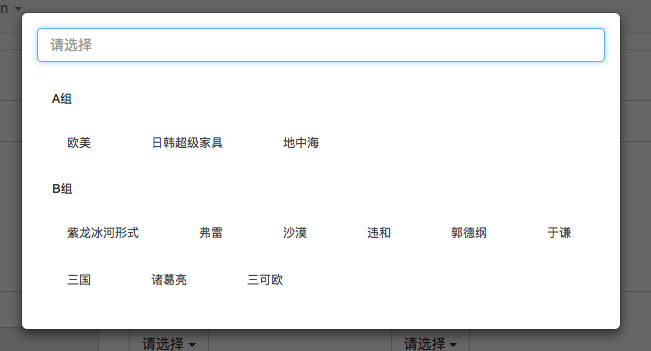 n
请选择
A组
欧美 日韩超级家具 地中海
B组
紫龙冰河形式 弗雷 沙漠 违和 郭德纲 于谦
三国 诸葛亮 三可欧
请选择 请选择